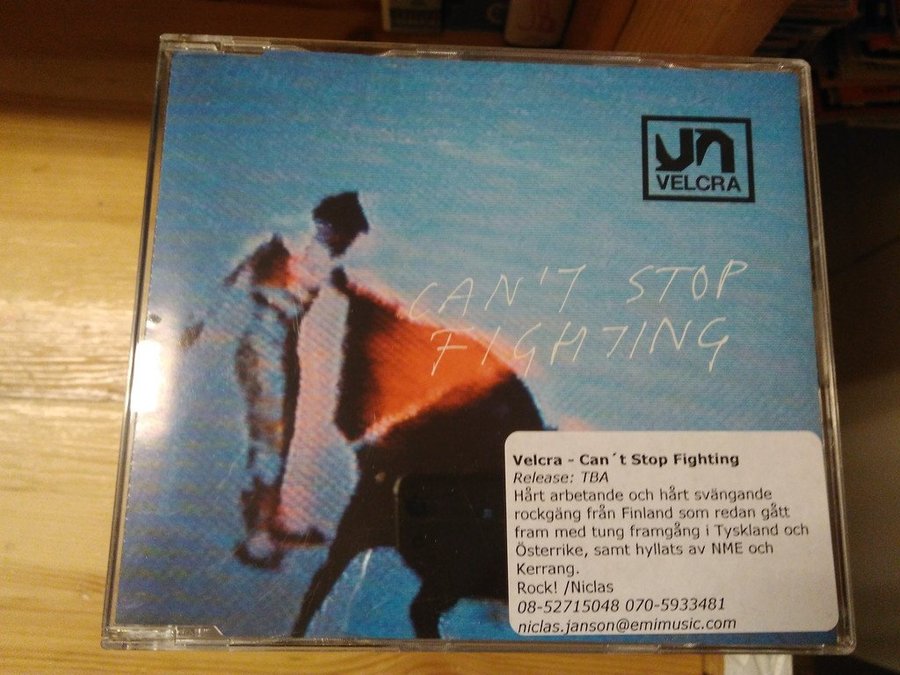 VELCRA
CAN'T STOP
FIGHTING
Velcra - Can´t Stop Fighting
Release: TBA
Hårt arbetande och hårt svängande
rockgäng från Finland som redan gått
fram med tung framgång i Tyskland och
Österrike, samt hyllats av NME och
Kerrang.
Rock! /Niclas
08-52715048 070-5933481
niclas.janson@emimusic.com